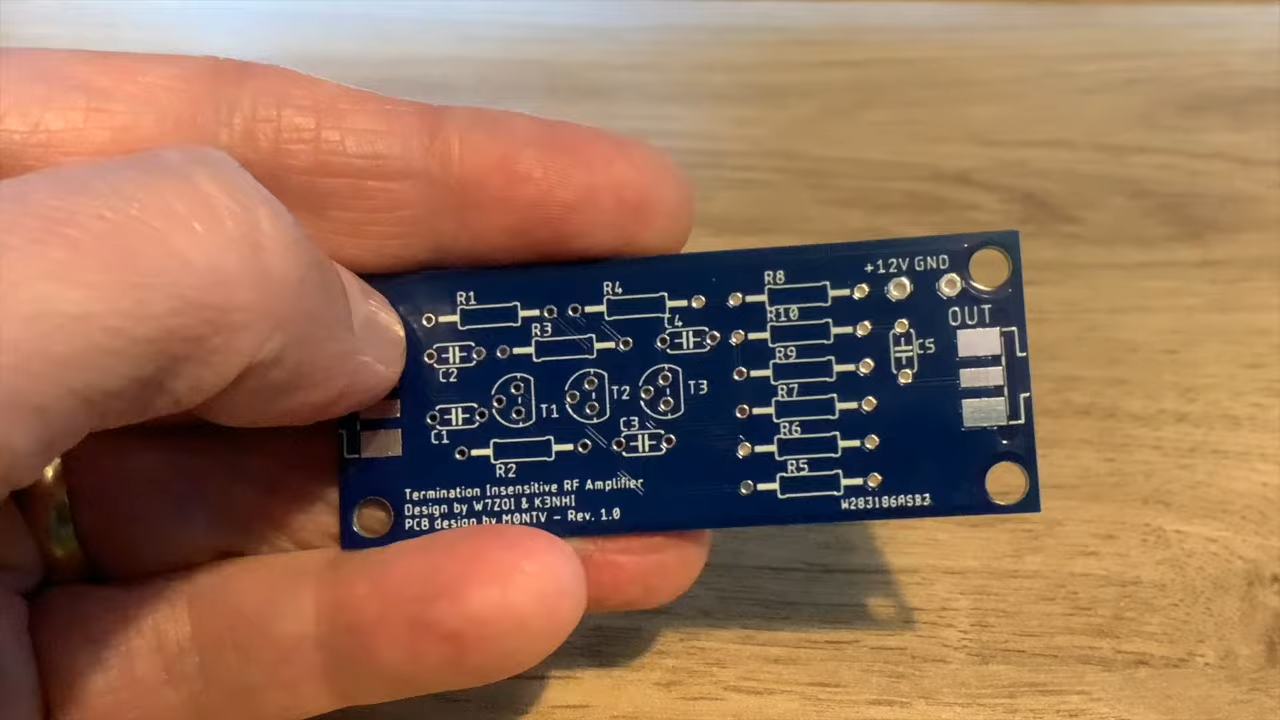 R1
R4
R8
+12V GND
R3
C4
R10
OUT
C2
R9
C5
T1
T2
T3
R7
C1
C3
R6
R2
R5
Termination Insensitive RF Amplifier
Design by W7ZOI & K3NHI
PCB design by M0NTV - Rev. 1.0
W283186ASB3